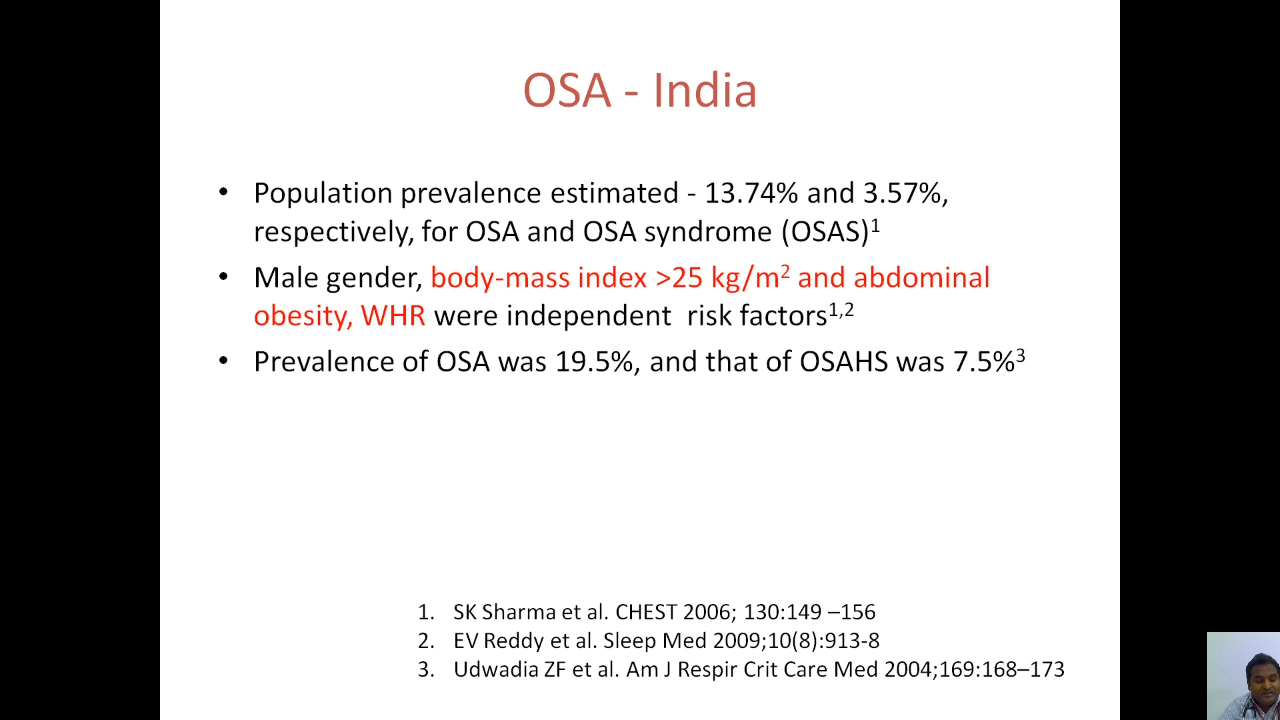 OSA - India
• Population prevalence estimated - 13.74% and 3.57%,
respectively, for OSA and OSA syndrome (OSAS)¹
• Male gender, body-mass index >25 kg/m² and abdominal
obesity, WHR were independent risk factors¹,²
• Prevalence of OSA was 19.5%, and that of OSAHS was 7.5%³
1. SK Sharma et al. CHEST 2006; 130:149 –156
2. EV Reddy et al. Sleep Med 2009;10(8):913-8
3. Udwadia ZF et al. Am J Respir Crit Care Med 2004;169:168–173